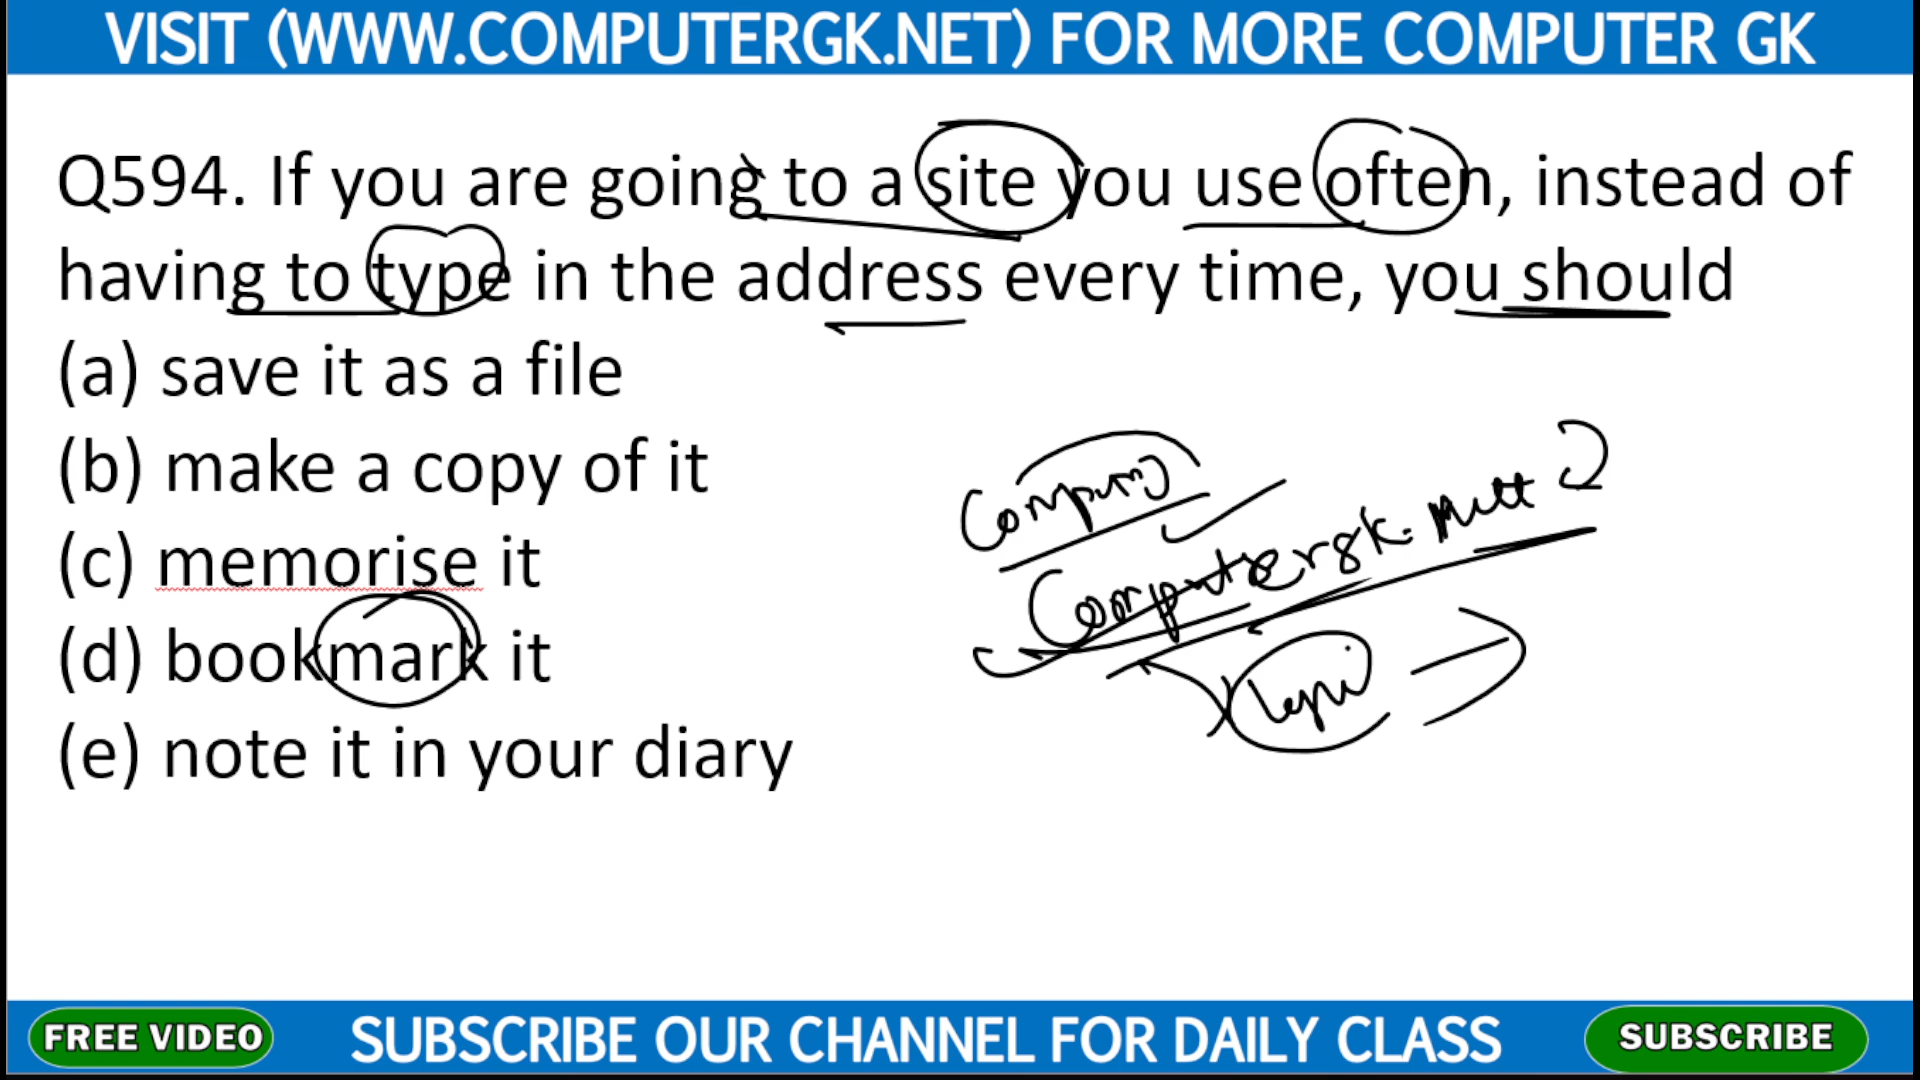 VISIT (WWW.COMPUTERGK.NET) FOR MORE COMPUTER GK
Q594. If you are going to a site you use often, instead of
having to type in the address every time, you should
(a) save it as a file
(b) make a copy of it
(c) memorise it
(d) bookmark it
(e) note it in your diary
Computergk.
FREE VIDEO
SUBSCRIBE OUR CHANNEL FOR DAILY CLASS
SUBSCRIBE